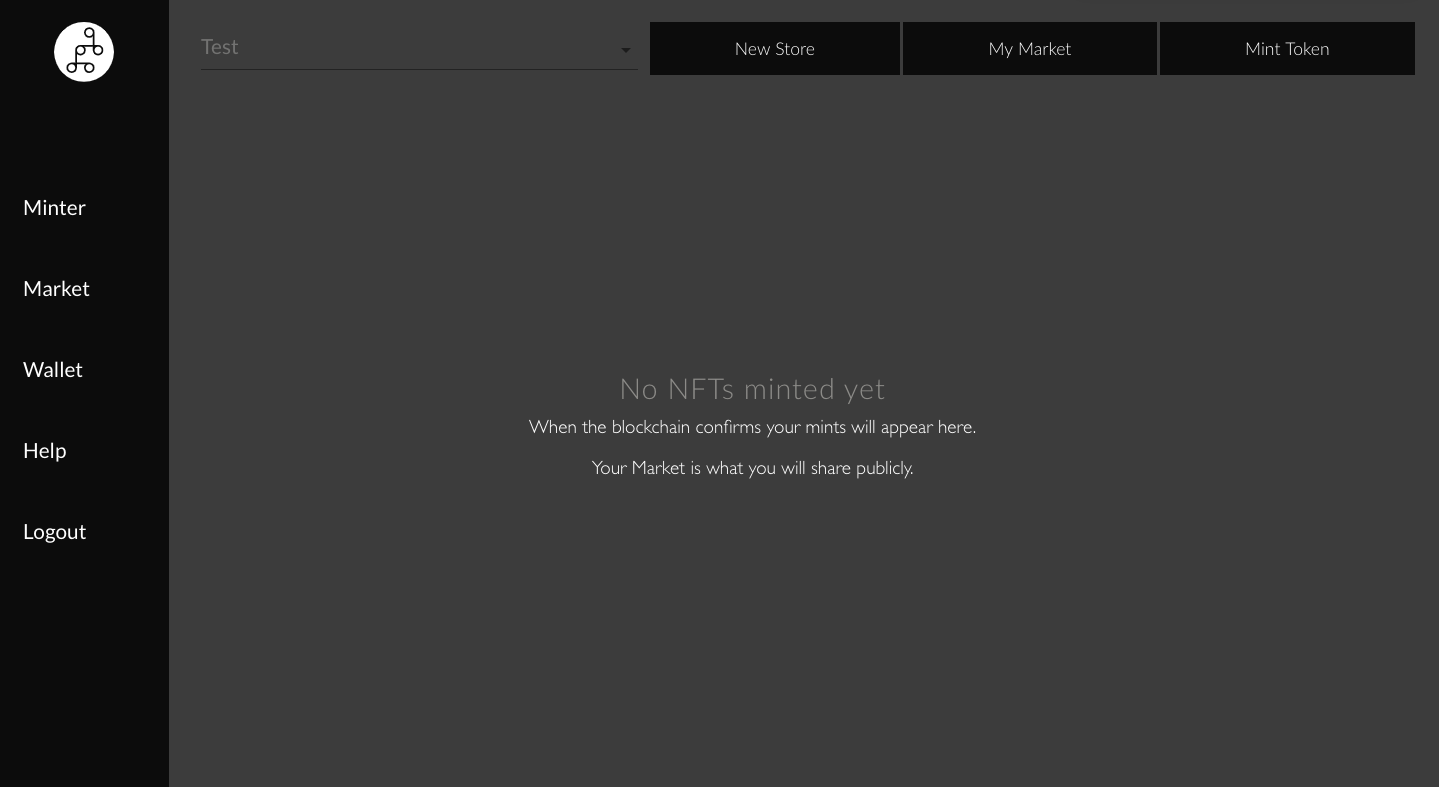 Test
New Store
My Market
Mint Token
Minter
Market
Wallet
Help
Logout
No NFTs minted yet
When the blockchain confirms your mints will appear here.
Your Market is what you will share publicly.